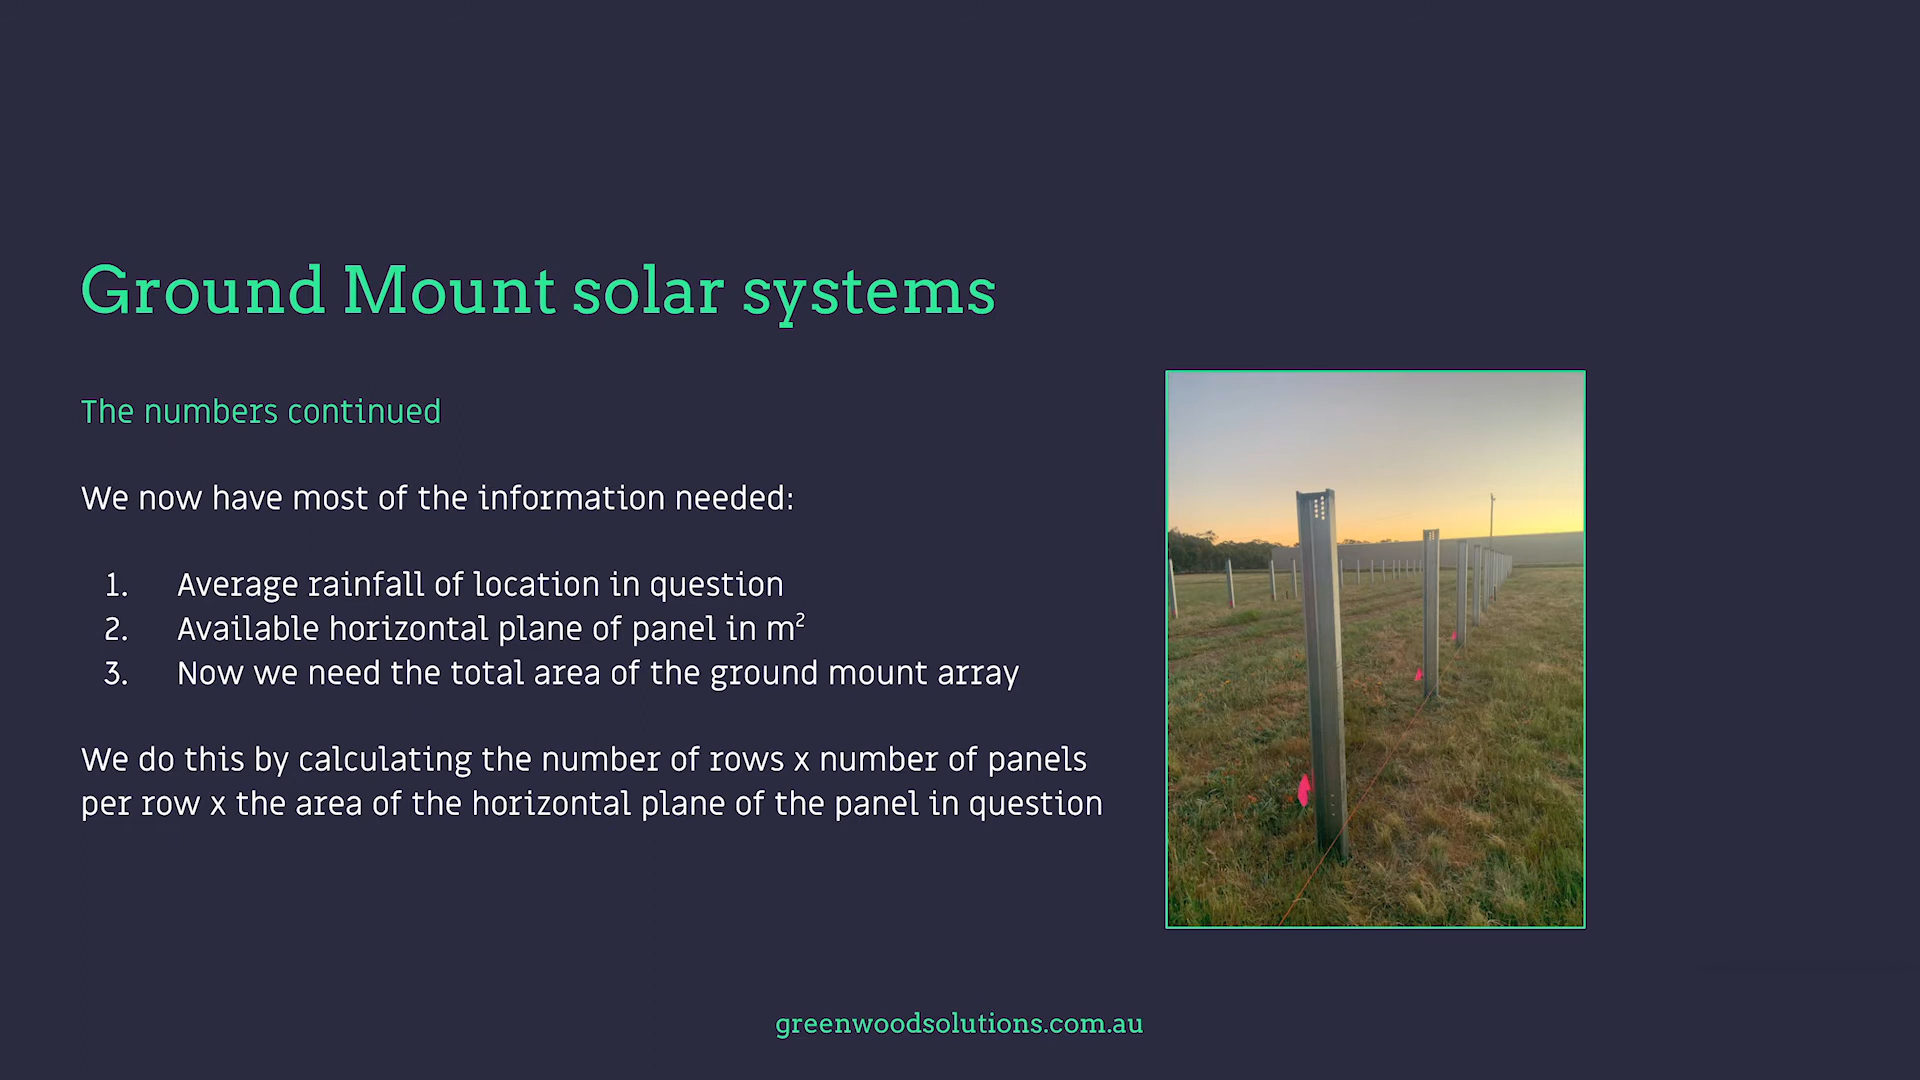 Ground Mount solar systems
The numbers continued
We now have most of the information needed:
1. Average rainfall of location in question
2. Available horizontal plane of panel in m²
3. Now we need the total area of the ground mount array
We do this by calculating the number of rows x number of panels
per row x the area of the horizontal plane of the panel in question
greenwoodsolutions.com.au